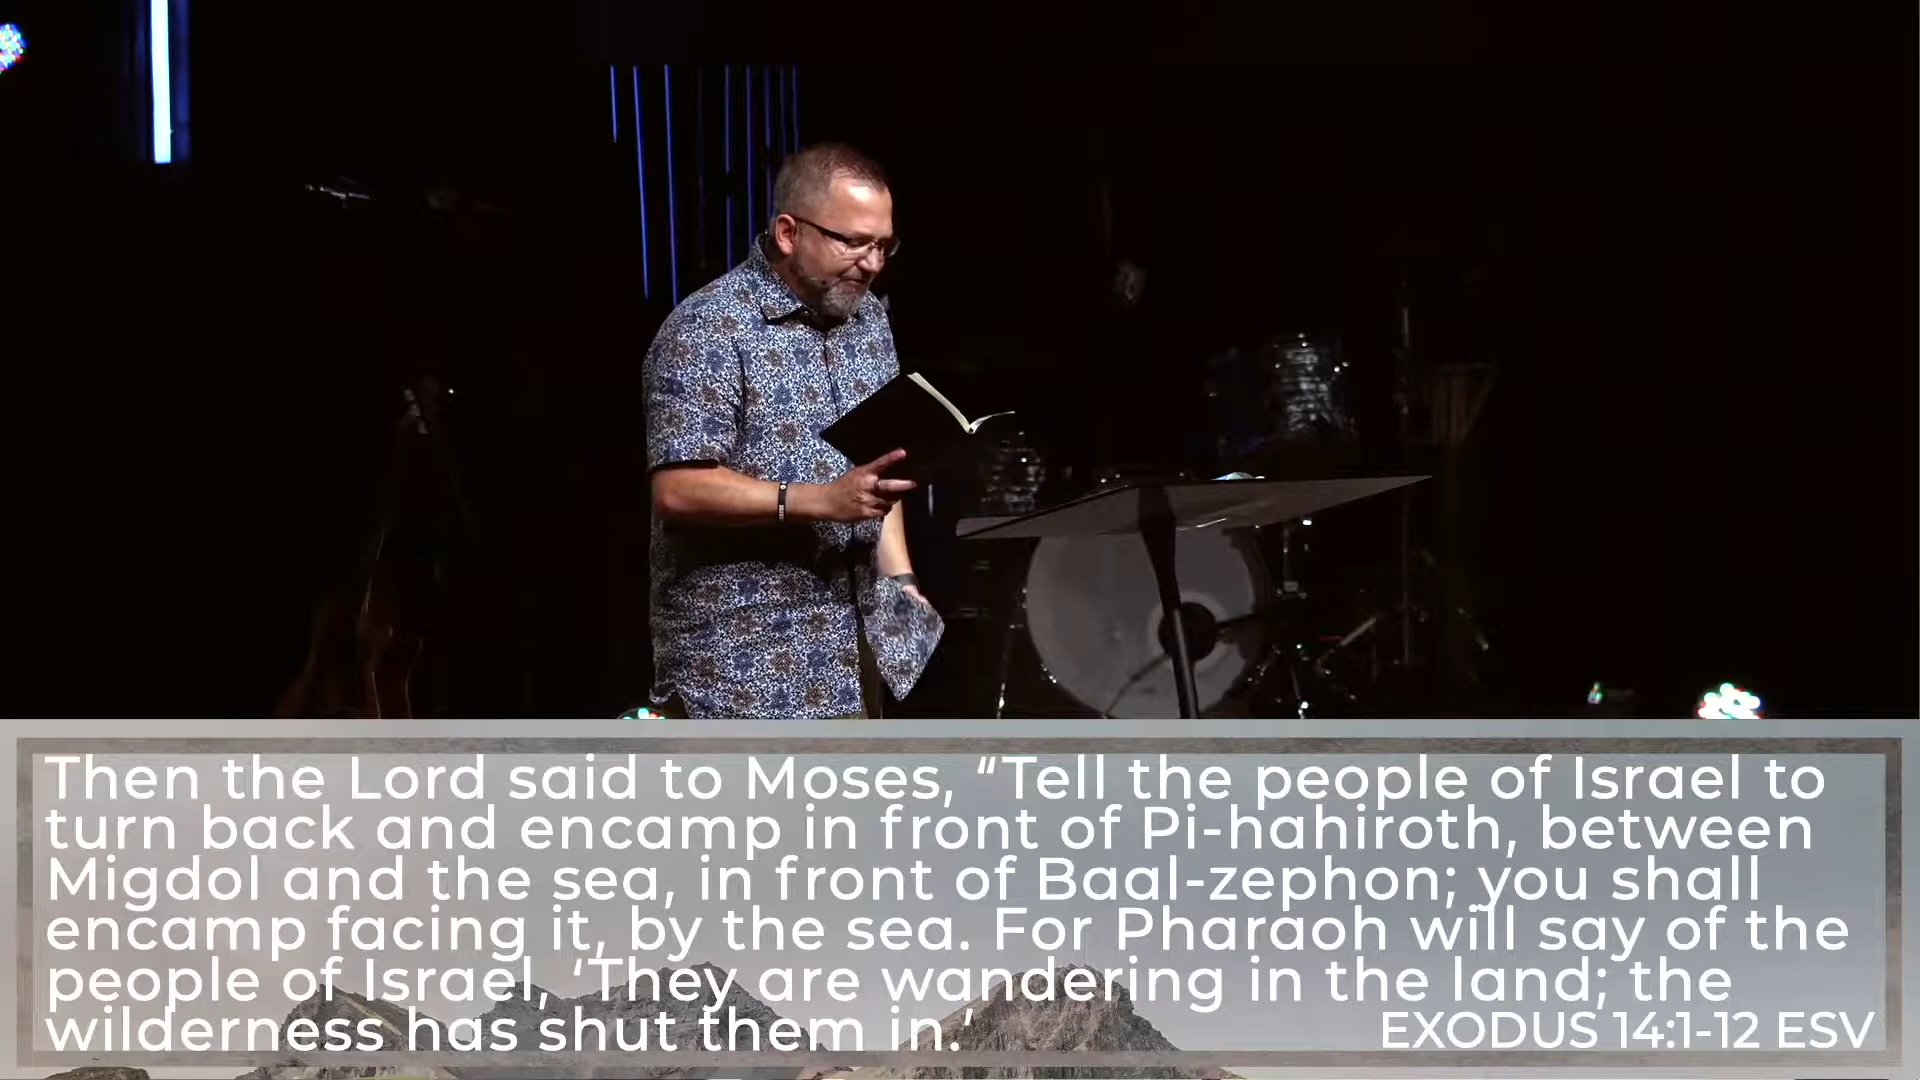 Then the Lord said to Moses, “Tell the people of Israel to
turn back and encamp in front of Pi-hahiroth, between
Migdol and the sea, in front of Baal-zephon; you shall
encamp facing it, by the sea. For Pharaoh will say of the
people of Israel, ‘They are wandering in the land; the
wilderness has shut them in.’
EXODUS 14:1-12 ESV